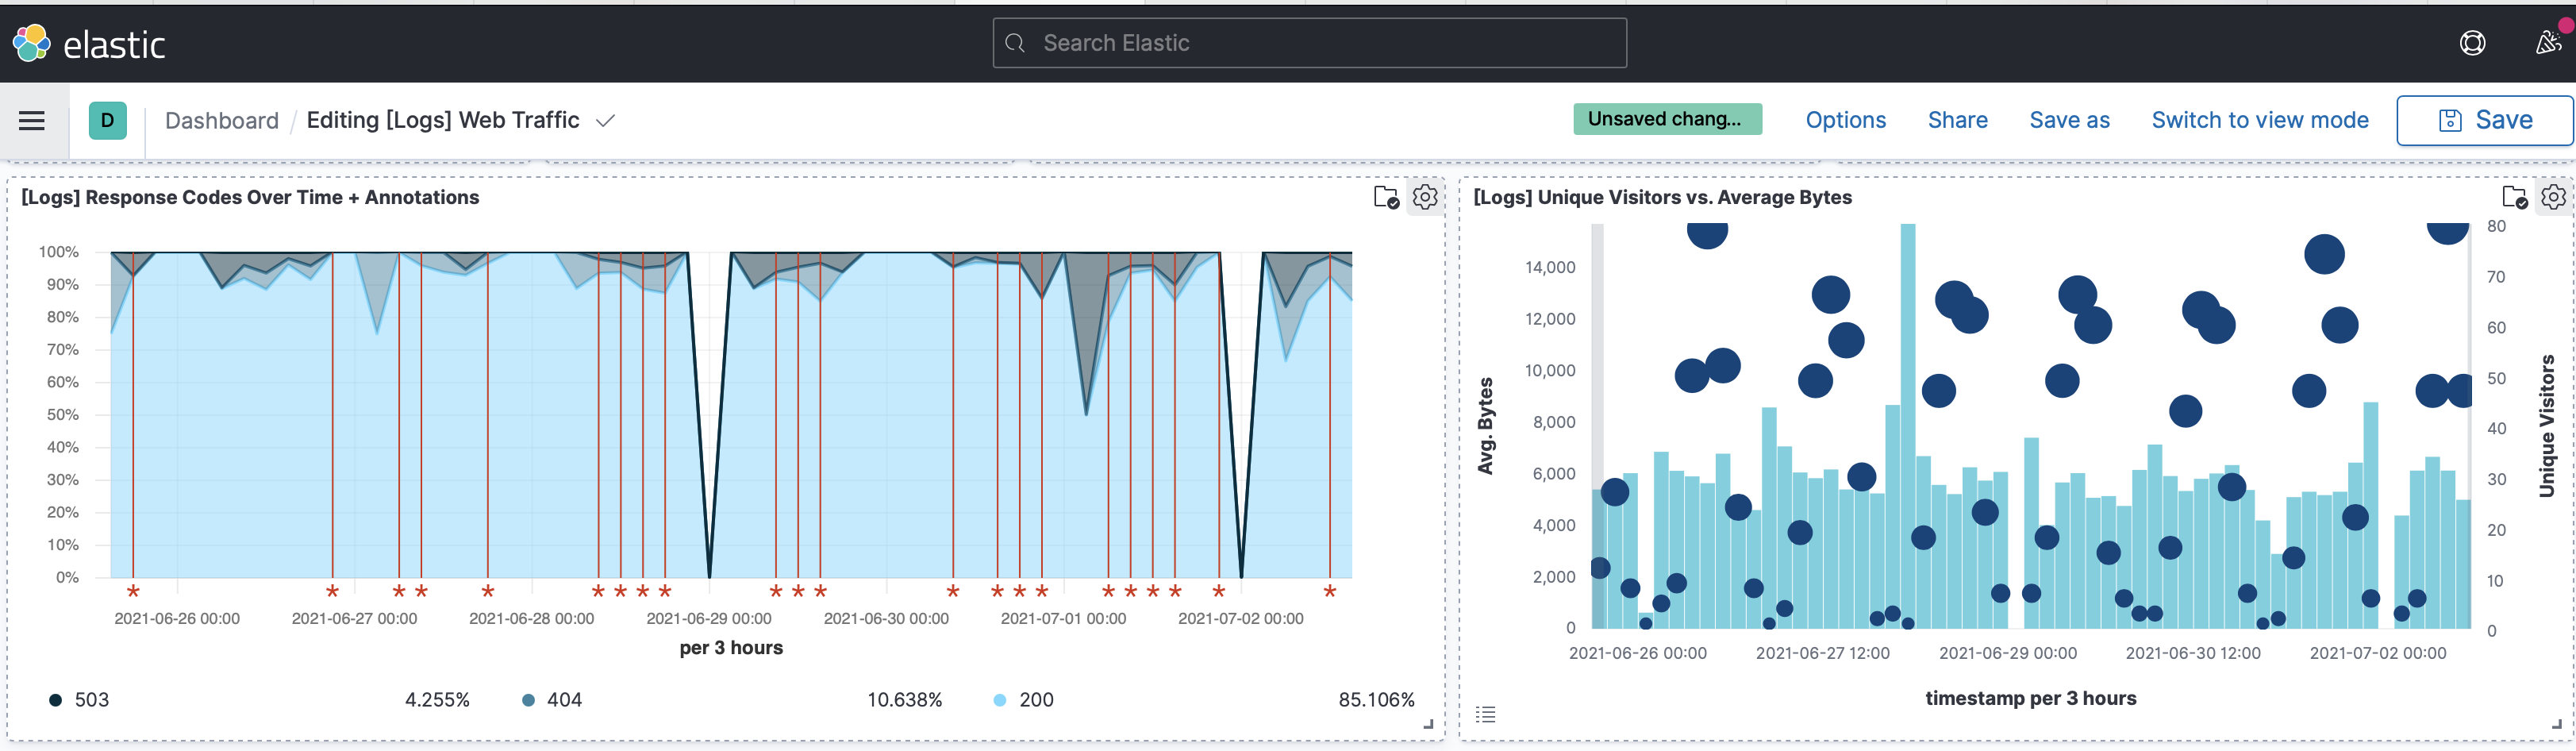 elastic
Search Elastic
D
Dashboard / Editing [Logs] Web Traffic
Unsaved chang...
Options
Share
Save as
Switch to view mode
Save
[Logs] Response Codes Over Time + Annotations
100%
90%
80%
70%
60%
50%
40%
30%
20%
10%
0%
2021-06-26 00:00
2021-06-27 00:00
2021-06-28 00:00
2021-06-29 00:00
2021-06-30 00:00
2021-07-01 00:00
2021-07-02 00:00
per 3 hours
503 4.255%
404 10.638%
200 85.106%
[Logs] Unique Visitors vs. Average Bytes
Avg. Bytes
14,000
12,000
10,000
8,000
6,000
4,000
2,000
0
80
70
60
50
40
30
20
10
0
Unique Visitors
2021-06-26 00:00
2021-06-27 12:00
2021-06-29 00:00
2021-06-30 12:00
2021-07-02 00:00
timestamp per 3 hours